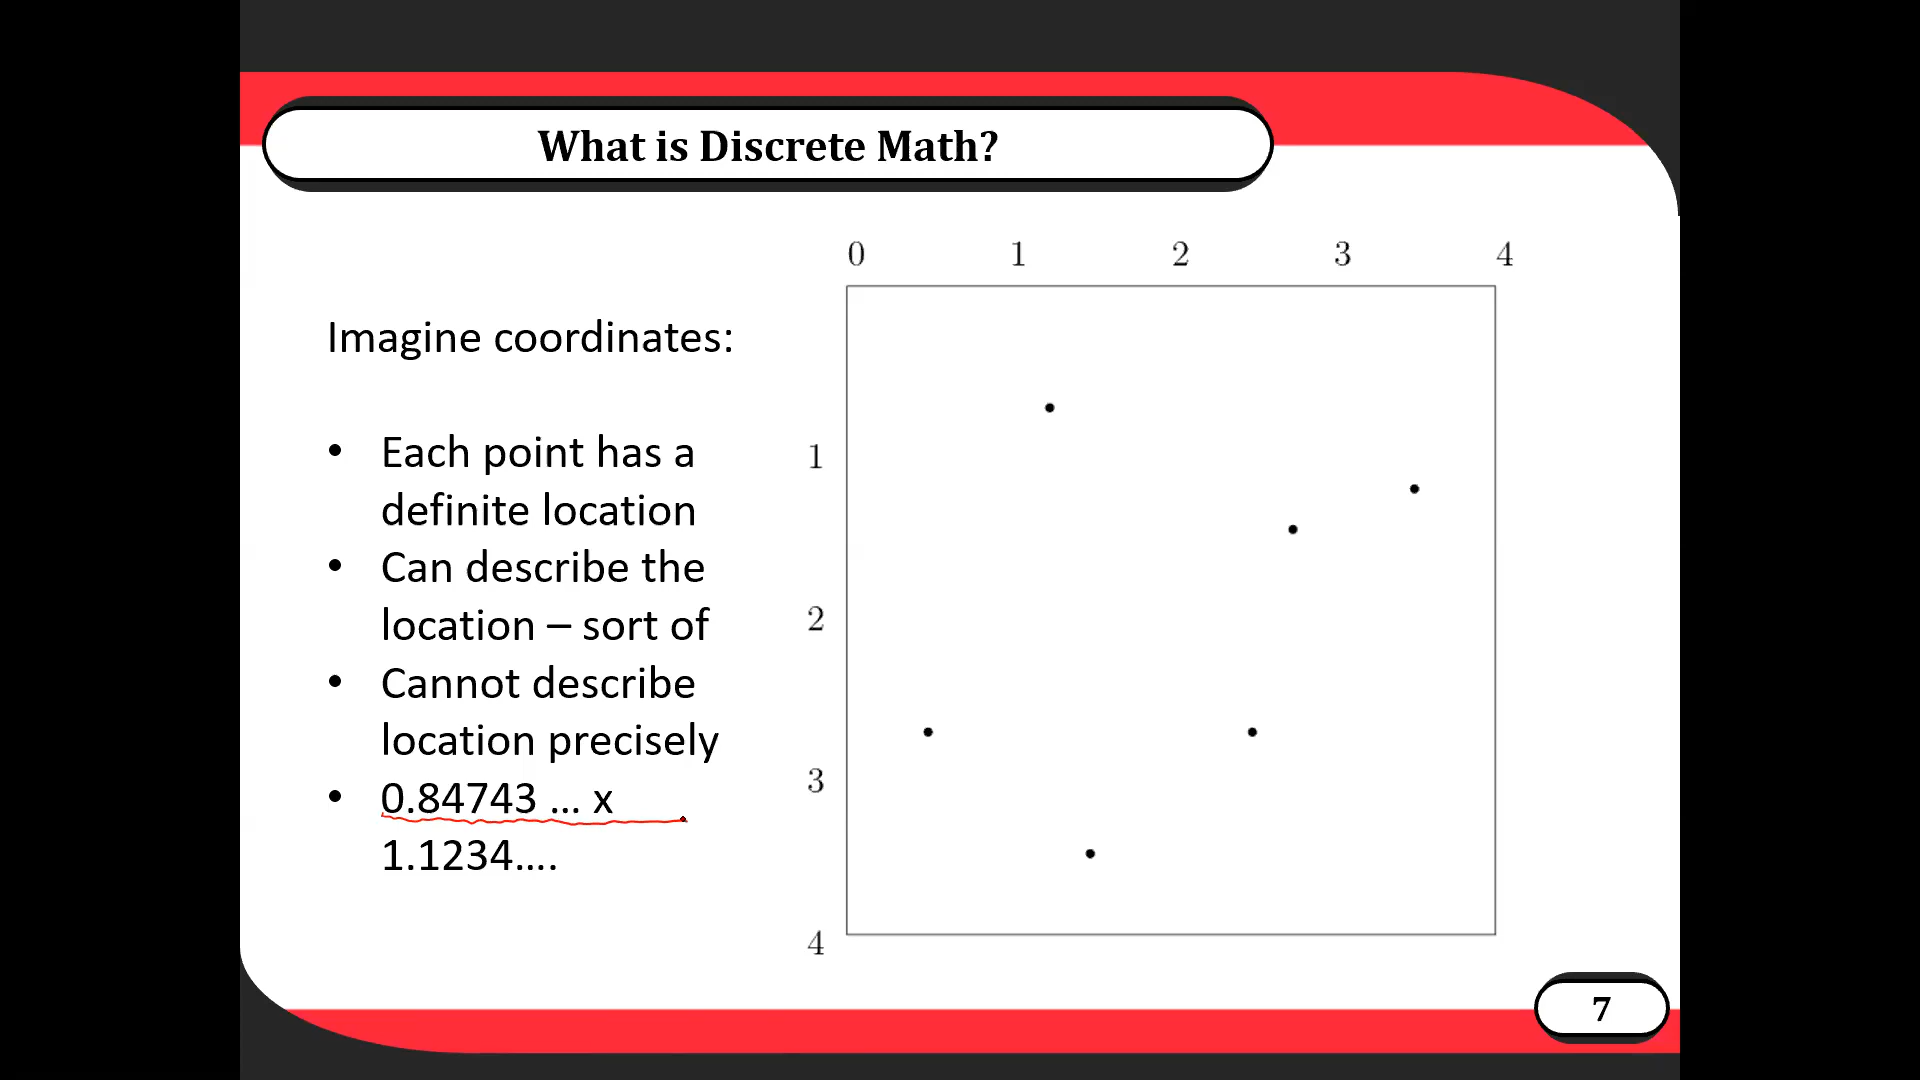 What is Discrete Math?
0 1 2 3 4
Imagine coordinates:
• Each point has a
definite location
• Can describe the
location – sort of
• Cannot describe
location precisely
• 0.84743 ... x
1.1234....
1
2
3
4
7